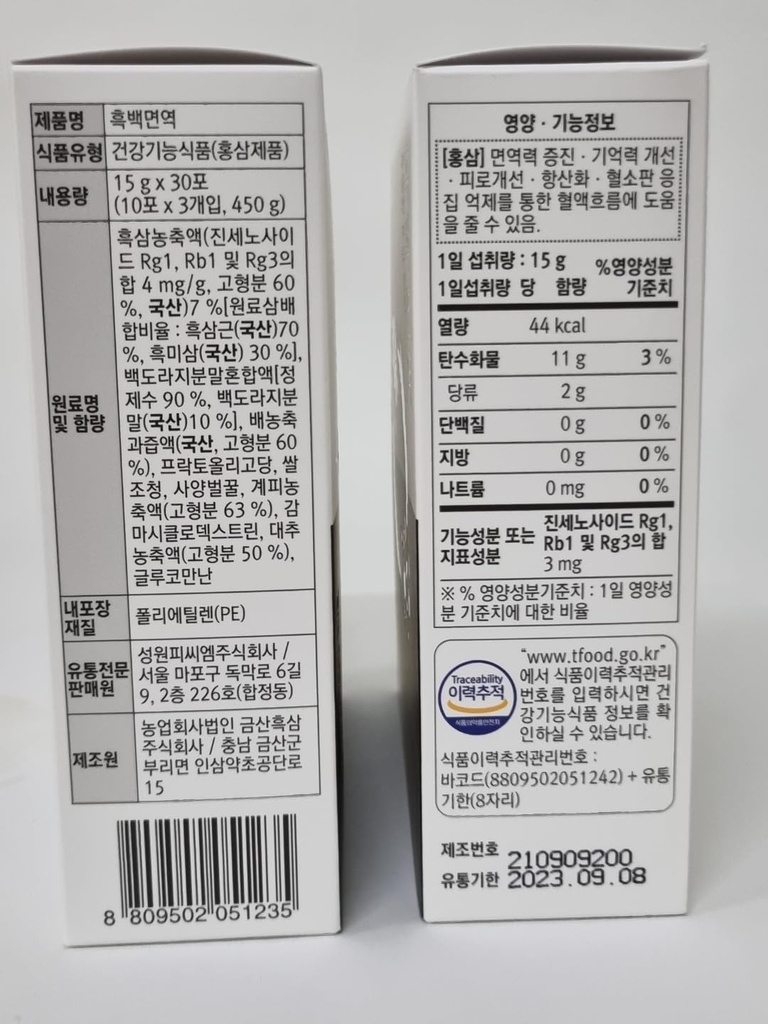 제품명 흑백면역
식품유형 건강기능식품(홍삼제품)
내용량 15 g x 30포
(10포 x 3개입, 450 g)
원료명
및 함량
흑삼농축액(진세노사이
드 Rg1, Rb1 및 Rg3의
합 4 mg/g, 고형분 60
%, 국산)7 %[원료삼배
합비율 : 흑삼근(국산)70
%, 흑미삼(국산) 30 %],
백도라지분말혼합액[정
제수 90 %, 백도라지분
말(국산)10 %], 배농축
과즙액(국산, 고형분 60
%), 프락토올리고당, 쌀
조청, 사양벌꿀, 계피농
축액(고형분 63 %), 감
마시클로덱스트린, 대추
농축액(고형분 50 %),
글루코만난
내포장
재질
폴리에틸렌(PE)
유통전문
판매원
성원피씨엠주식회사 /
서울 마포구 독막로 6길
9, 2층 226호(합정동)
제조원
농업회사법인 금산흑삼
주식회사 / 충남 금산군
부리면 인삼약초공단로
15
8 809502 051235
영양 · 기능정보
[홍삼] 면역력 증진 · 기억력 개선
· 피로개선 · 항산화 · 혈소판 응
집 억제를 통한 혈액흐름에 도움
을 줄 수 있음.
1일 섭취량 : 15 g
1일섭취량 당 함량
%영양성분
기준치
열량 44 kcal
탄수화물 11 g 3 %
당류 2 g
단백질 0 g 0 %
지방 0 g 0 %
나트륨 0 mg 0 %
기능성분 또는
지표성분
진세노사이드 Rg1,
Rb1 및 Rg3의 합
3 mg
※ % 영양성분기준치 : 1일 영양성
분 기준치에 대한 비율
Traceability
이력추적
식품의약품안전처
“www.tfood.go.kr”
에서 식품이력추적관리
번호를 입력하시면 건
강기능식품 정보를 확
인하실 수 있습니다.
식품이력추적관리번호 :
바코드(8809502051242) + 유통
기한(8자리)
제조번호 210909200
유통기한 2023.09.08